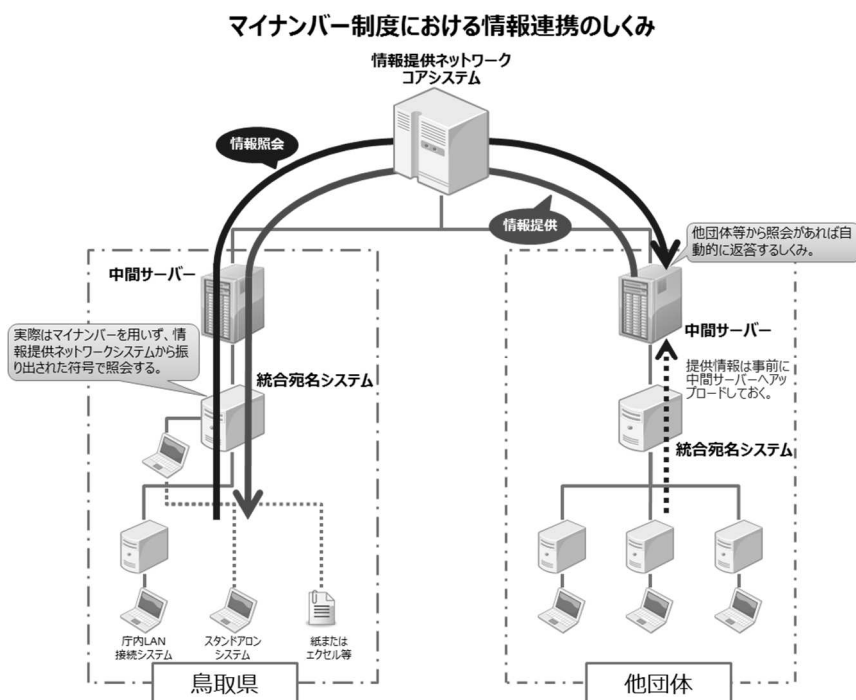 マイナンバー制度における情報連携のしくみ
情報提供ネットワーク
コアシステム
情報照会
情報提供
他団体等から照会があれば自
動的に返答するしくみ。
中間サーバー
中間サーバー
実際はマイナンバーを用いず、情
報提供ネットワークシステムから振
り出された符号で照会する。
提供情報は事前に
中間サーバーへアッ
プロードしておく。
統合宛名システム
統合宛名システム
庁内LAN
接続システム
スタンドアロン
システム
紙または
エクセル等
鳥取県
他団体